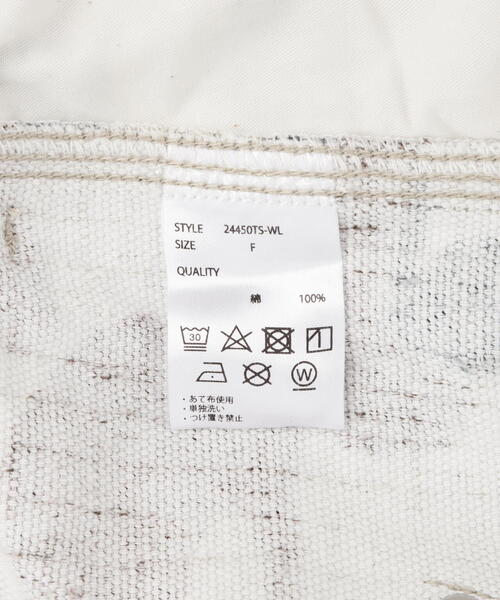 STYLE 24450TS-WL
SIZE F
QUALITY
綿 100%
30
W
・あて布使用
・単独洗い
・つけ置き禁止